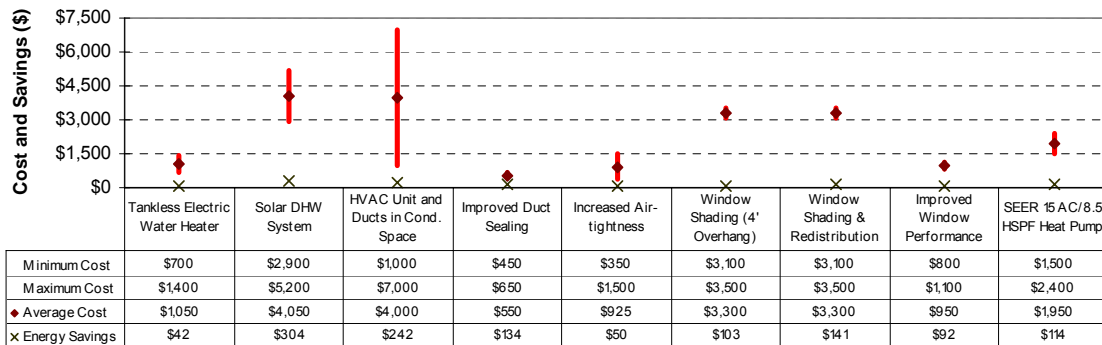 Cost and Savings ($)
$7,500
$6,000
$4,500
$3,000
$1,500
$0
Tankless Electric Water Heater
Solar DHW System
HVAC Unit and Ducts in Cond. Space
Improved Duct Sealing
Increased Air-tightness
Window Shading (4' Overhang)
Window Shading & Redistribution
Improved Window Performance
SEER 15 AC/8.5 HSPF Heat Pump
Minimum Cost $700 $2,900 $1,000 $450 $350 $3,100 $3,100 $800 $1,500
Maximum Cost $1,400 $5,200 $7,000 $650 $1,500 $3,500 $3,500 $1,100 $2,400
Average Cost $1,050 $4,050 $4,000 $550 $925 $3,300 $3,300 $950 $1,950
Energy Savings $42 $304 $242 $134 $50 $103 $141 $92 $114